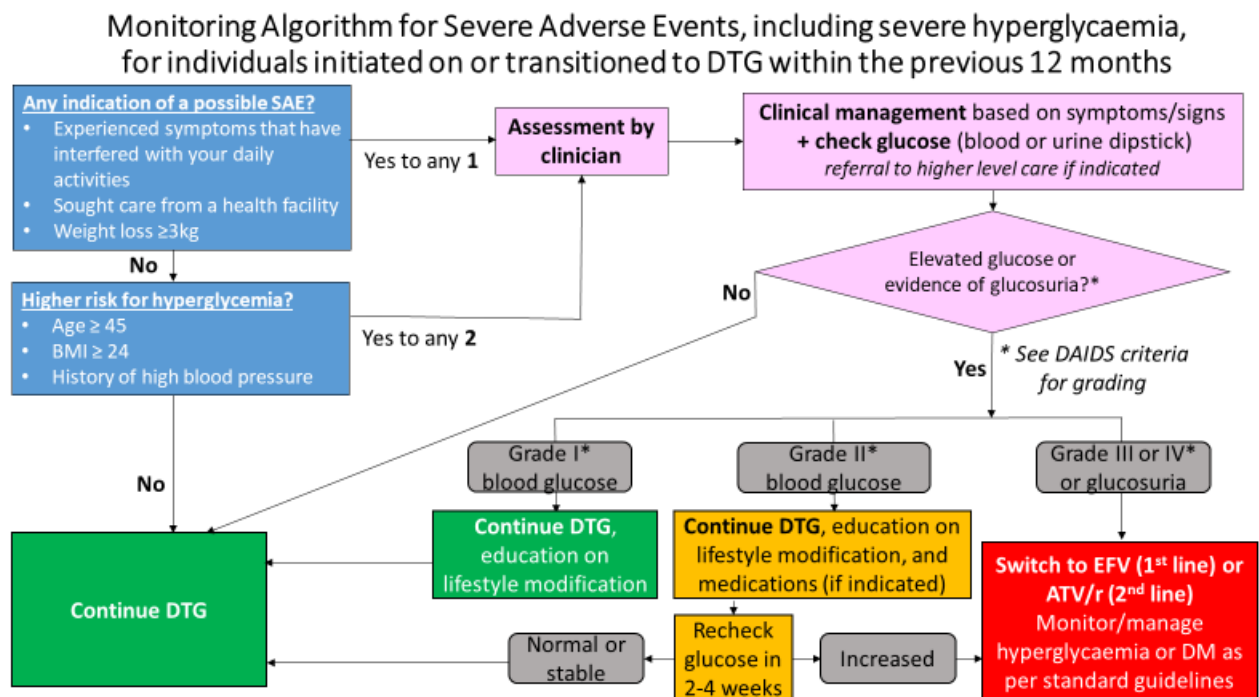 Monitoring Algorithm for Severe Adverse Events, including severe hyperglycaemia,
for individuals initiated on or transitioned to DTG within the previous 12 months
Any indication of a possible SAE?
• Experienced symptoms that have
interfered with your daily
activities
• Sought care from a health facility
• Weight loss ≥3kg
Yes to any 1
Assessment by
clinician
Clinical management based on symptoms/signs
+ check glucose (blood or urine dipstick)
referral to higher level care if indicated
No
Higher risk for hyperglycemia?
• Age ≥ 45
• BMI ≥ 24
• History of high blood pressure
Yes to any 2
Elevated glucose or
evidence of glucosuria?*
No
Yes
* See DAIDS criteria
for grading
No
Grade I*
blood glucose
Grade II*
blood glucose
Grade III or IV*
or glucosuria
Continue DTG
Continue DTG,
education on
lifestyle modification
Continue DTG, education on
lifestyle modification, and
medications (if indicated)
Switch to EFV (1st line) or
ATV/r (2nd line)
Monitor/manage
hyperglycaemia or DM as
per standard guidelines
Normal or
stable
Recheck
glucose in
2-4 weeks
Increased